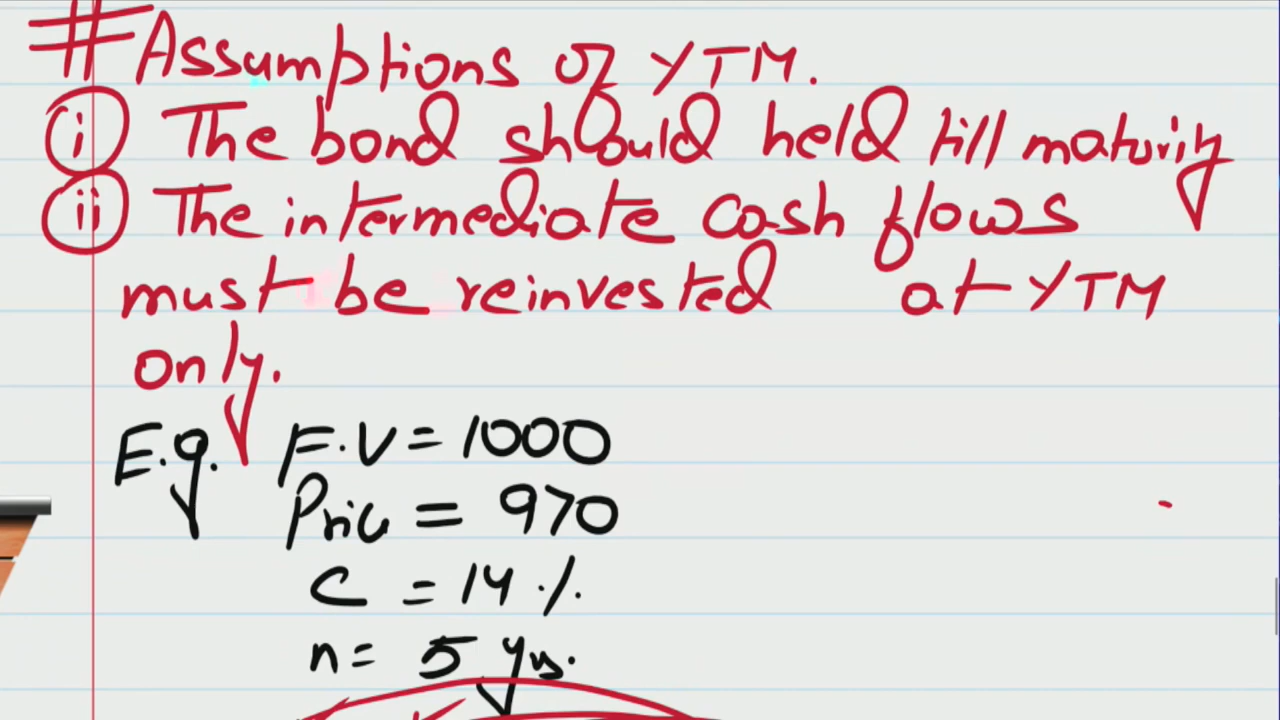 # Assumptions of YTM.
(i) The bond should held till maturity
(ii) The intermediate cash flows
must be reinvested at YTM
only.
E.g. F.V = 1000
Price = 970
C = 14 %
n = 5 yrs.